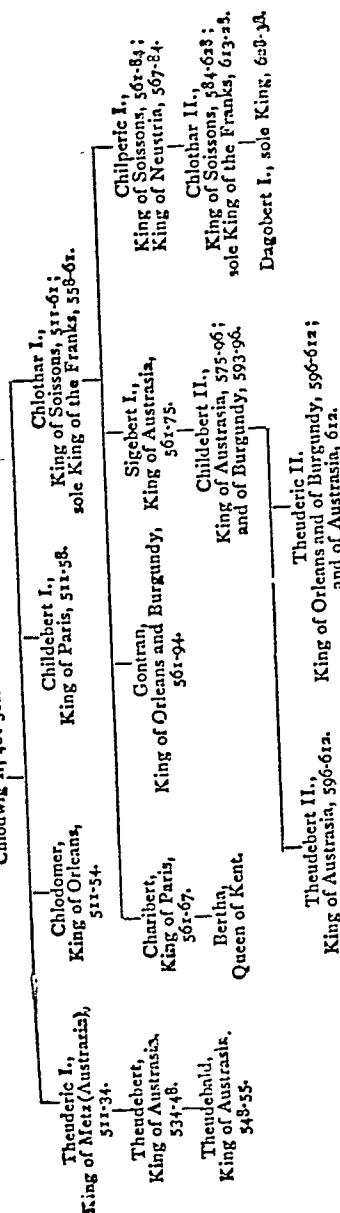 Chlodwig
Theuderic I.,
King of Metz (Austrazia),
511-34.
Theudebert,
King of Austrasia,
534-48.
Theudebald,
King of Austrasia,
548-55.
Chlodomer,
King of Orleans,
511-54.
Childebert I.,
King of Paris, 511-58.
Chlothar I.,
King of Soissons, 511-61;
sole King of the Franks, 558-61.
Charibert,
King of Paris,
561-67.
Bertha,
Queen of Kent.
Gontran,
King of Orleans and Burgundy,
561-94.
Sigebert I.,
King of Austrasia,
561-75.
Childebert II.,
King of Austrasia, 575-96;
and of Burgundy, 593-96.
Theudebert II.,
King of Austrasia, 596-612.
Theuderic II.
King of Orleans and of Burgundy, 596-612;
and of Austrasia, 612.
Chilperic I.,
King of Soissons, 561-84;
King of Neustria, 567-84.
Chlothar II.,
King of Soissons, 584-628;
sole King of the Franks, 613-28.
Dagobert I., sole King, 628-38.